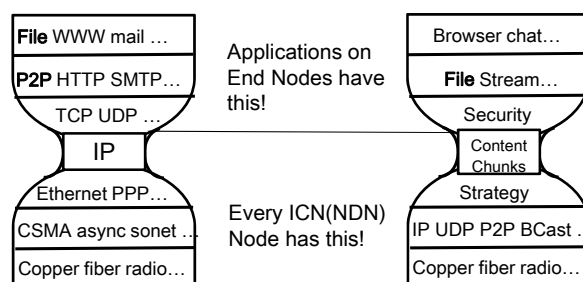 File WWW mail …
P2P HTTP SMTP…
TCP UDP …
IP
Ethernet PPP…
CSMA async sonet …
Copper fiber radio…
Applications on
End Nodes have
this!
Every ICN(NDN)
Node has this!
Browser chat…
File Stream…
Security
Content
Chunks
Strategy
IP UDP P2P BCast .
Copper fiber radio…